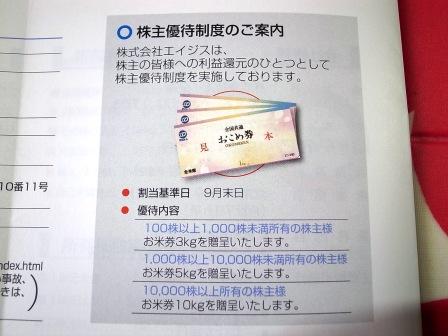 株主優待制度のご案内
株式会社エイジスは、
株主の皆様への利益還元のひとつとして
株主優待制度を実施しております。
全国共通
おこめ券
見本
● 割当基準日 9月末日
● 優待内容
100株以上1,000株未満所有の株主様
お米券3kgを贈呈いたします。
1,000株以上10,000株未満所有の株主様
お米券5kgを贈呈いたします。
10,000株以上所有の株主様
お米券10kgを贈呈いたします。
10番11号
ndex.html
事故、
きは、